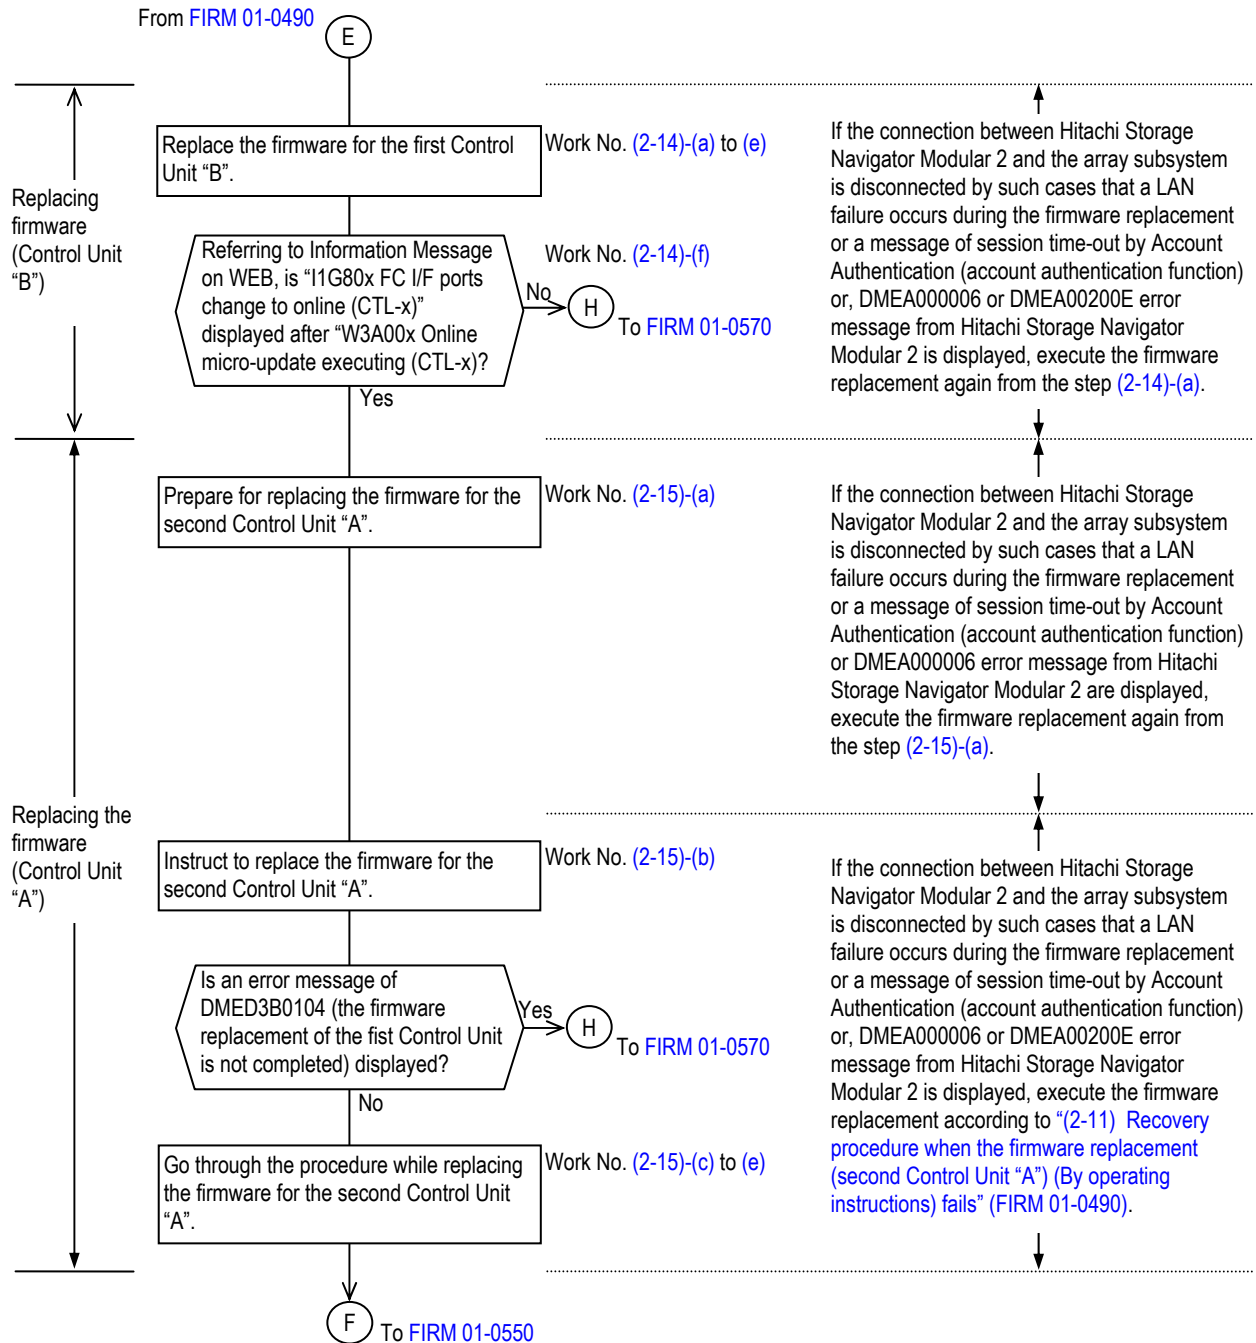 From FIRM 01-0490
E
Replacing
firmware
(Control Unit
“B”)
Replace the firmware for the first Control
Unit “B”.
Work No. (2-14)-(a) to (e)
Referring to Information Message
on WEB, is “I1G80x FC I/F ports
change to online (CTL-x)”
displayed after “W3A00x Online
micro-update executing (CTL-x)?
Work No. (2-14)-(f)
No
H
To FIRM 01-0570
Yes
If the connection between Hitachi Storage
Navigator Modular 2 and the array subsystem
is disconnected by such cases that a LAN
failure occurs during the firmware replacement
or a message of session time-out by Account
Authentication (account authentication function)
or, DMEA000006 or DMEA00200E error
message from Hitachi Storage Navigator
Modular 2 is displayed, execute the firmware
replacement again from the step (2-14)-(a).
Replacing the
firmware
(Control Unit
“A”)
Prepare for replacing the firmware for the
second Control Unit “A”.
Work No. (2-15)-(a)
If the connection between Hitachi Storage
Navigator Modular 2 and the array subsystem
is disconnected by such cases that a LAN
failure occurs during the firmware replacement
or a message of session time-out by Account
Authentication (account authentication function)
or DMEA000006 error message from Hitachi
Storage Navigator Modular 2 are displayed,
execute the firmware replacement again from
the step (2-15)-(a).
Instruct to replace the firmware for the
second Control Unit “A”.
Work No. (2-15)-(b)
Is an error message of
DMED3B0104 (the firmware
replacement of the fist Control Unit
is not completed) displayed?
Yes
H
To FIRM 01-0570
No
Go through the procedure while replacing
the firmware for the second Control Unit
“A”.
Work No. (2-15)-(c) to (e)
If the connection between Hitachi Storage
Navigator Modular 2 and the array subsystem
is disconnected by such cases that a LAN
failure occurs during the firmware replacement
or a message of session time-out by Account
Authentication (account authentication function)
or, DMEA000006 or DMEA00200E error
message from Hitachi Storage Navigator
Modular 2 is displayed, execute the firmware
replacement according to “(2-11) Recovery
procedure when the firmware replacement
(second Control Unit “A”) (By operating
instructions) fails” (FIRM 01-0490).
F
To FIRM 01-0550